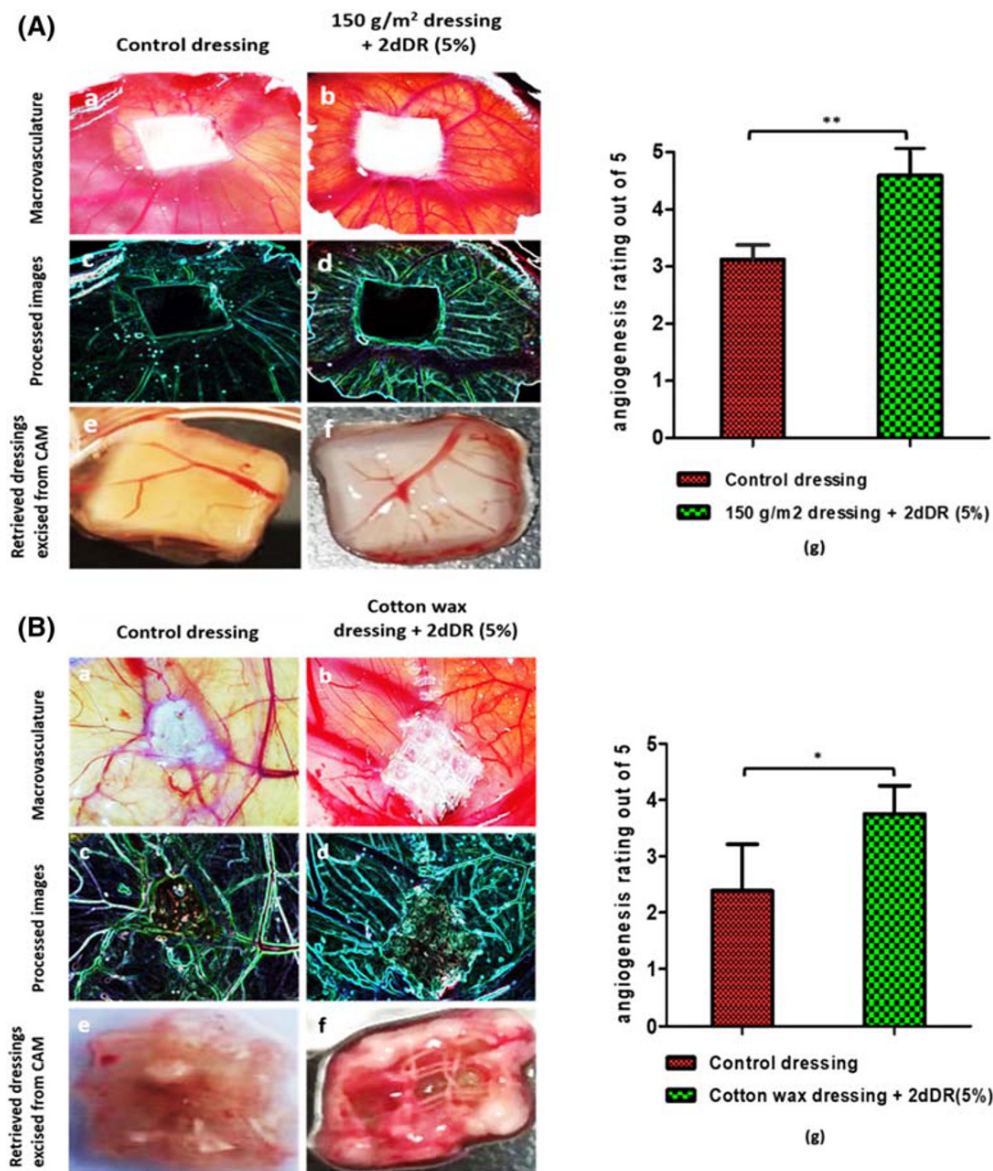 (A)
Control dressing
150 g/m² dressing
+ 2dDR (5%)
Macrovasculature
a
b
Processed images
c
d
Retrieved dressings
excised from CAM
e
f
angiogenesis rating out of 5
5
4
3
2
1
0
**
Control dressing
150 g/m2 dressing + 2dDR (5%)
(g)
(B)
Control dressing
Cotton wax
dressing + 2dDR (5%)
Macrovasculature
a
b
Processed images
c
d
Retrieved dressings
excised from CAM
e
f
angiogenesis rating out of 5
5
4
3
2
1
0
*
Control dressing
Cotton wax dressing + 2dDR(5%)
(g)